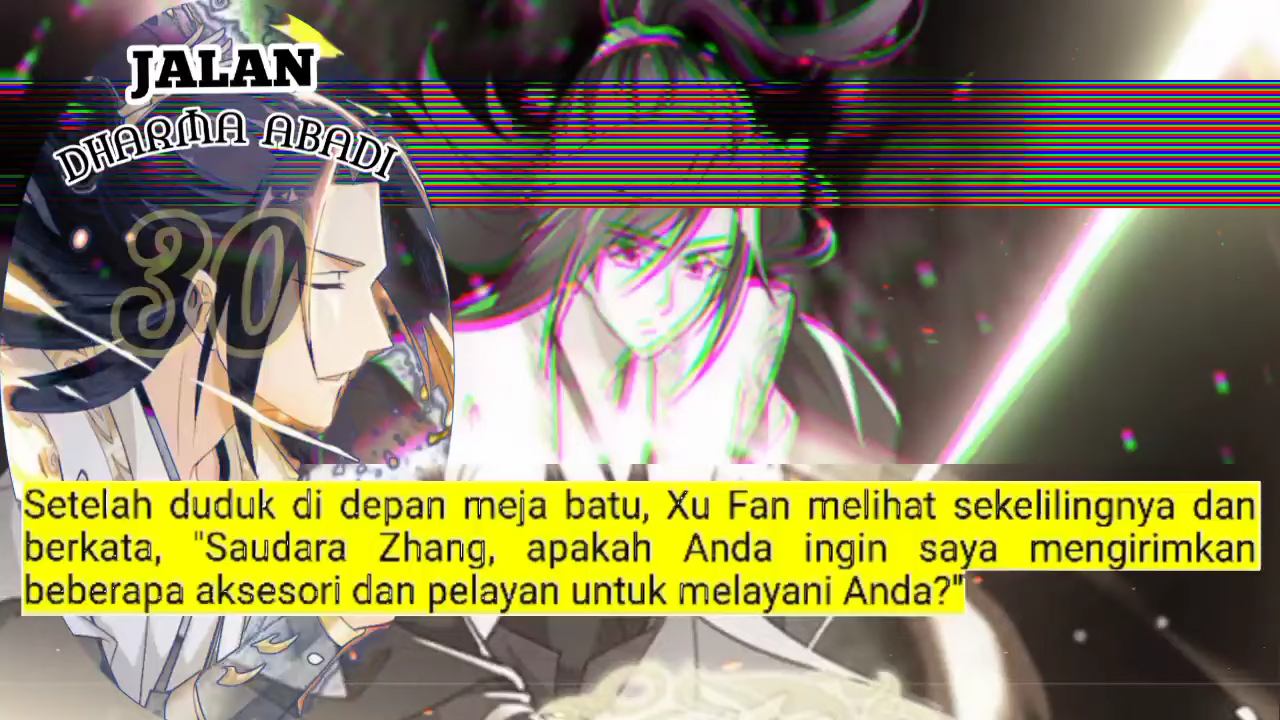 JALAN
DHARMA ABADI
30
Setelah duduk di depan meja batu, Xu Fan melihat sekelilingnya dan
berkata, "Saudara Zhang, apakah Anda ingin saya mengirimkan
beberapa aksesori dan pelayan untuk melayani Anda?"